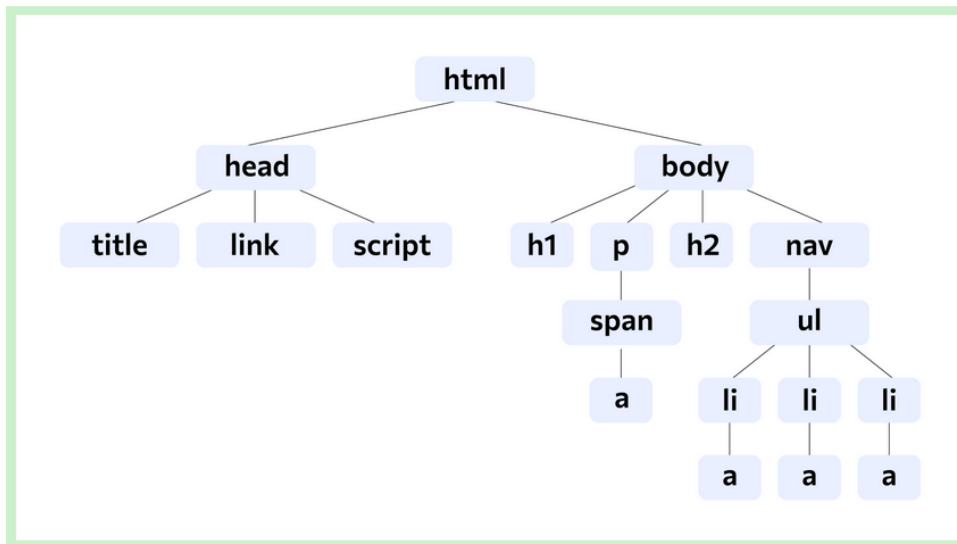 html
head body
title link script h1 p h2 nav
span ul
a li li li
a a a